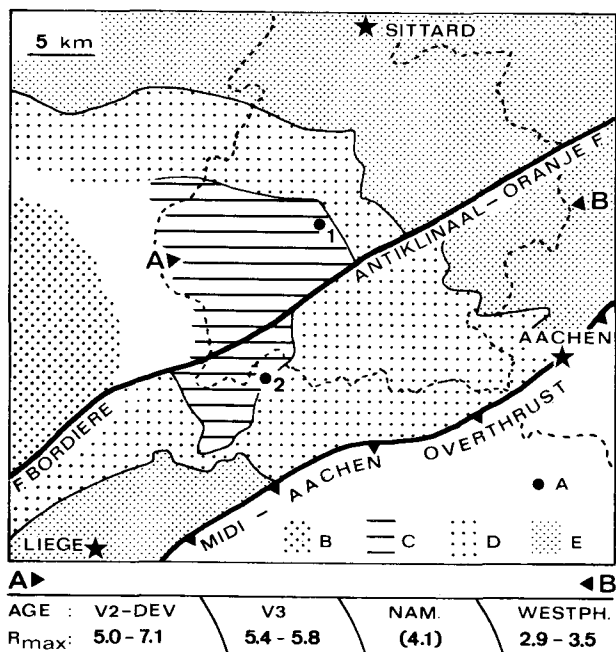 5 km
SITTARD
ANTIKLINAAL-ORANJE F.
B
1
A
AACHEN
2
F BORDIERE
MIDI - AACHEN OVERTHRUST
A
LIEGE
B C D E
A B
AGE : V2-DEV V3 NAM. WESTPH.
Rmax: 5.0 - 7.1 5.4 - 5.8 (4.1) 2.9 - 3.5